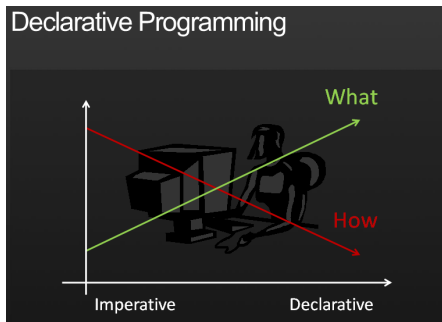 Declarative Programming
What
How
Imperative
Declarative